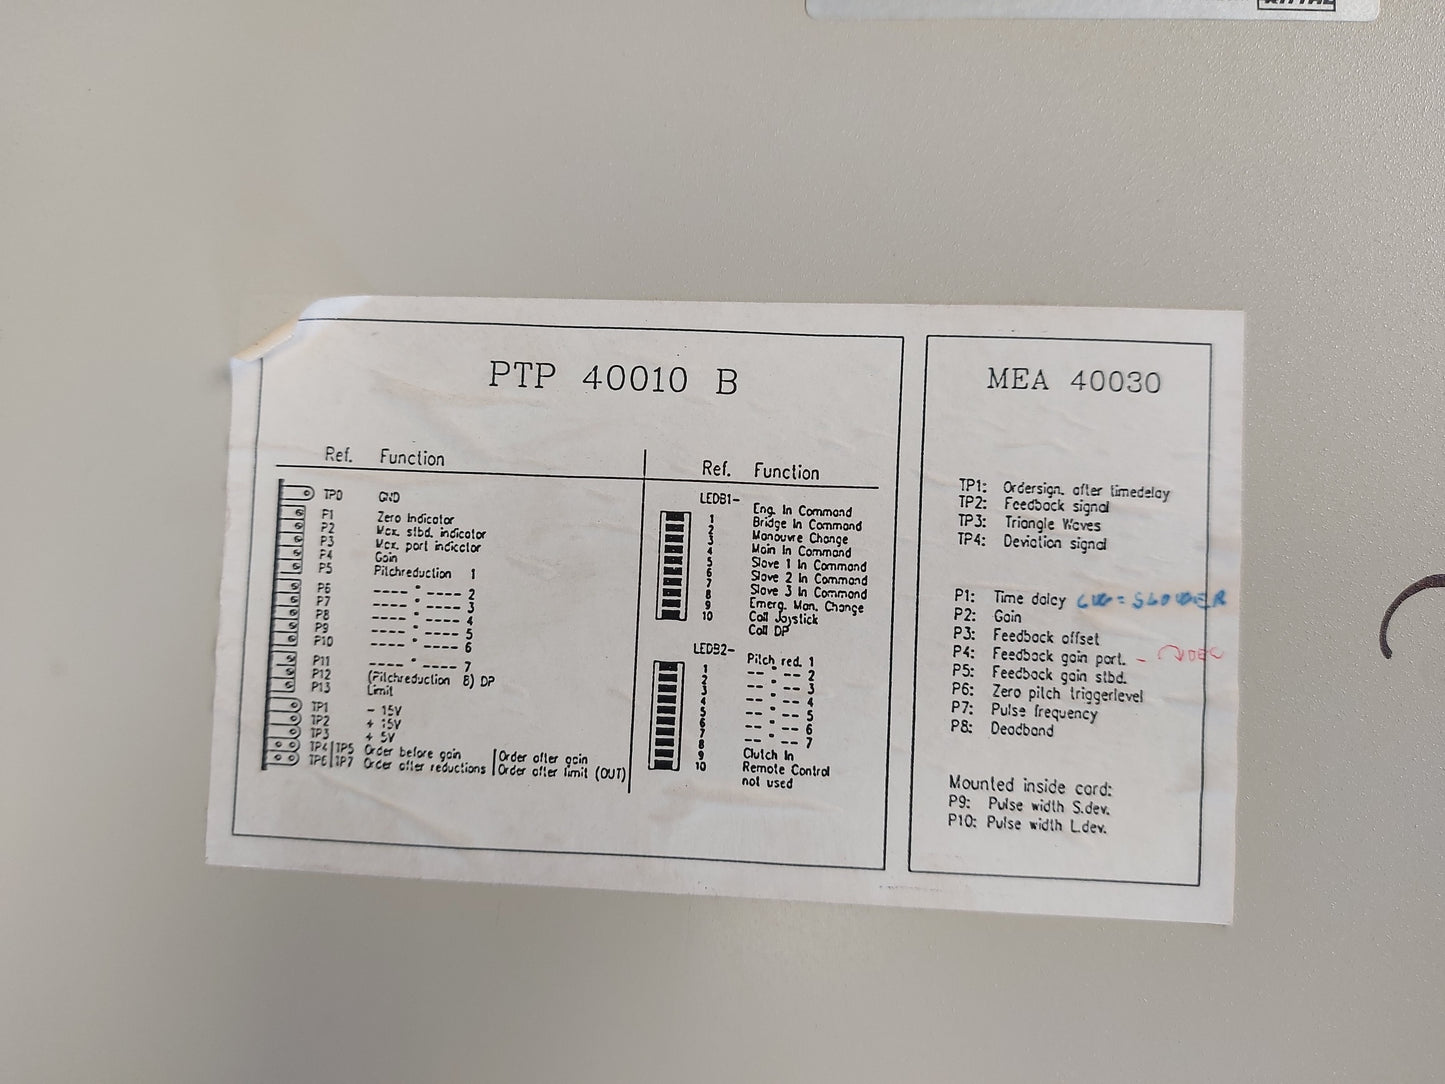 RITTAL
PTP 40010 B
Ref. Function
TP0 GND
P1 Zero Indicator
P2 Max. stbd. indicator
P3 Max. port indicator
P4 Gain
P5 Pitchreduction 1
P6 ---- " ---- 2
P7 ---- " ---- 3
P8 ---- " ---- 4
P9 ---- " ---- 5
P10 ---- " ---- 6
P11 ---- " ---- 7
P12 (Pitchreduction 8) DP
P13 Limit
TP1 - 15V
TP2 + 15V
TP3 + 5V
TP4|TP5 Order before gain |Order after gain
TP6|TP7 Order after reductions |Order after limit (OUT)
Ref. Function
LEDB1-
1 Eng. In Command
2 Bridge In Command
3 Manouvre Change
4 Main In Command
5 Slave 1 In Command
6 Slave 2 In Command
7 Slave 3 In Command
8 Emerg. Man. Change
9 Call Joystick
10 Call DP
LEDB2-
1 Pitch red. 1
2 -- " -- 2
3 -- " -- 3
4 -- " -- 4
5 -- " -- 5
6 -- " -- 6
7 -- " -- 7
8 Clutch In
9 Remote Control
10 not used
MEA 40030
TP1: Ordersign. after timedelay
TP2: Feedback signal
TP3: Triangle Waves
TP4: Deviation signal
P1: Time dalcy = SLOWER
P2: Gain
P3: Feedback offset
P4: Feedback gain port. -
P5: Feedback gain stbd.
P6: Zero pitch triggerlevel
P7: Pulse frequency
P8: Deadband
Mounted inside card:
P9: Pulse width S.dev.
P10: Pulse width L.dev.